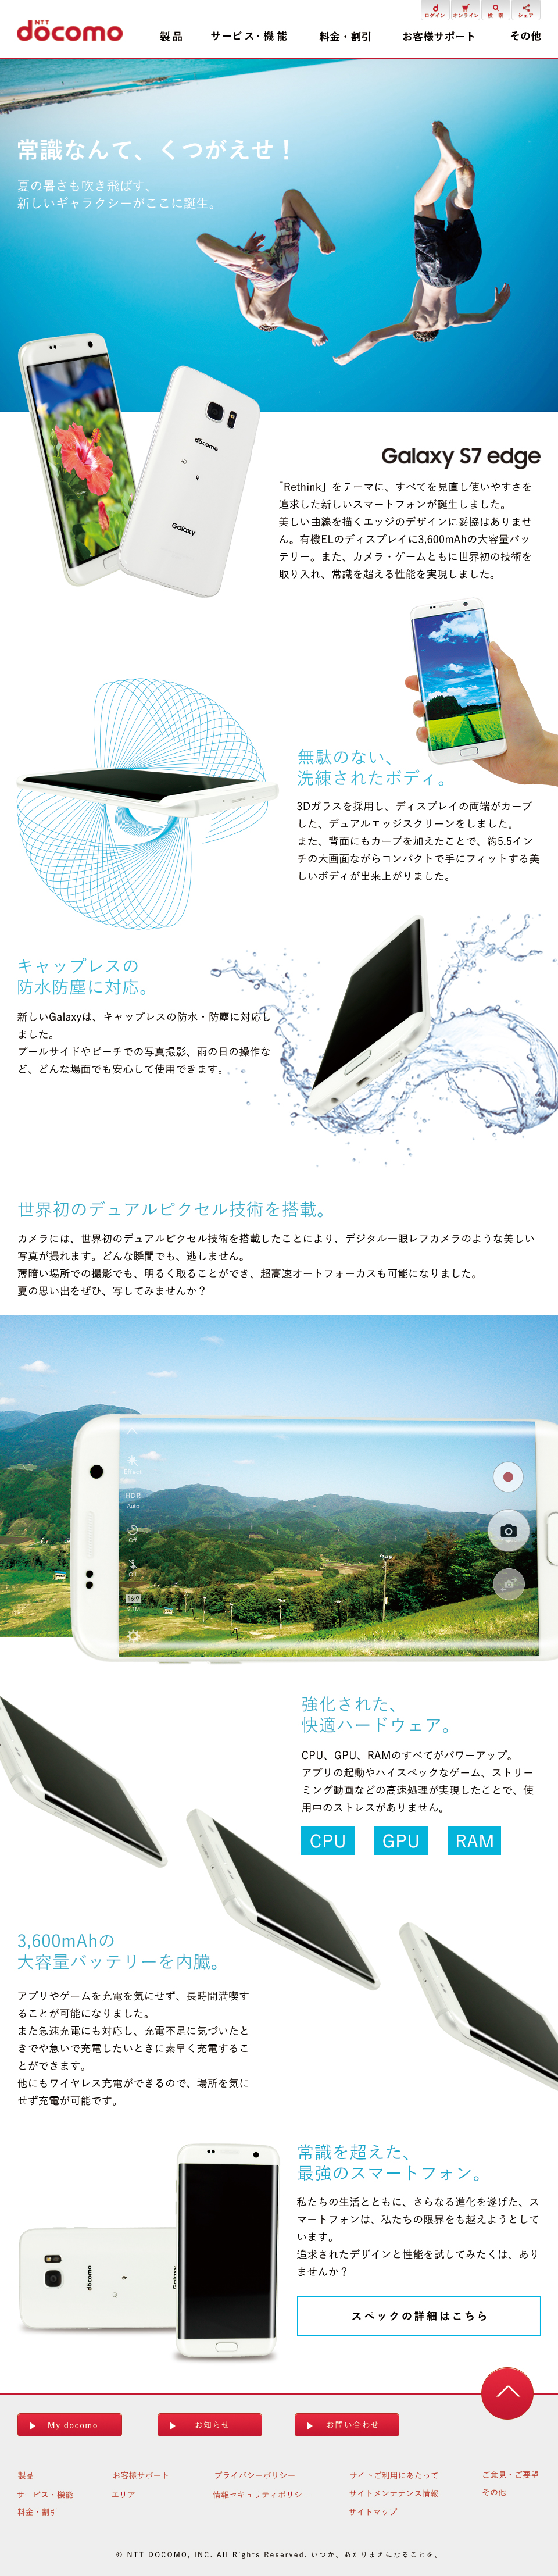 ログイン オンライン 検索 シェア
NTT
döcomo
製品 サービス・機能 料金・割引 お客様サポート その他
常識なんて、くつがえせ！
夏の暑さも吹き飛ばす、
新しいギャラクシーがここに誕生。
döcomo
Galaxy
Galaxy S7 edge
「Rethink」をテーマに、すべてを見直し使いやすさを
追求した新しいスマートフォンが誕生しました。
美しい曲線を描くエッジのデザインに妥協はありませ
ん。有機ELのディスプレイに3,600mAhの大容量バッ
テリー。また、カメラ・ゲームともに世界初の技術を
取り入れ、常識を超える性能を実現しました。
無駄のない、
洗練されたボディ。
3Dガラスを採用し、ディスプレイの両端がカーブ
した、デュアルエッジスクリーンをしました。
また、背面にもカーブを加えたことで、約5.5イン
チの大画面ながらコンパクトで手にフィットする美
しいボディが出来上がりました。
キャップレスの
防水防塵に対応。
新しいGalaxyは、キャップレスの防水・防塵に対応し
ました。
プールサイドやビーチでの写真撮影、雨の日の操作な
ど、どんな場面でも安心して使用できます。
世界初のデュアルピクセル技術を搭載。
カメラには、世界初のデュアルピクセル技術を搭載したことにより、デジタル一眼レフカメラのような美しい
写真が撮れます。どんな瞬間でも、逃しません。
薄暗い場所での撮影でも、明るく取ることができ、超高速オートフォーカスも可能になりました。
夏の思い出をぜひ、写してみませんか？
HDR
Auto
Off
Off
16:9
強化された、
快適ハードウェア。
CPU、GPU、RAMのすべてがパワーアップ。
アプリの起動やハイスペックなゲーム、ストリー
ミング動画などの高速処理が実現したことで、使
用中のストレスがありません。
CPU GPU RAM
3,600mAhの
大容量バッテリーを内臓。
アプリやゲームを充電を気にせず、長時間満喫す
ることが可能になりました。
また急速充電にも対応し、充電不足に気づいたと
きでや急いで充電したいときに素早く充電するこ
とができます。
他にもワイヤレス充電ができるので、場所を気に
せず充電が可能です。
döcomo
常識を超えた、
最強のスマートフォン。
私たちの生活とともに、さらなる進化を遂げた、ス
マートフォンは、私たちの限界をも越えようとして
います。
追求されたデザインと性能を試してみたくは、あり
ませんか？
スペックの詳細はこちら
My docomo お知らせ お問い合わせ
製品 お客様サポート プライバシーポリシー サイトご利用にあたって ご意見・ご要望
サービス・機能 エリア 情報セキュリティポリシー サイトメンテナンス情報 その他
料金・割引 サイトマップ
© NTT DOCOMO, INC. All Rights Reserved. いつか、あたりまえになることを。